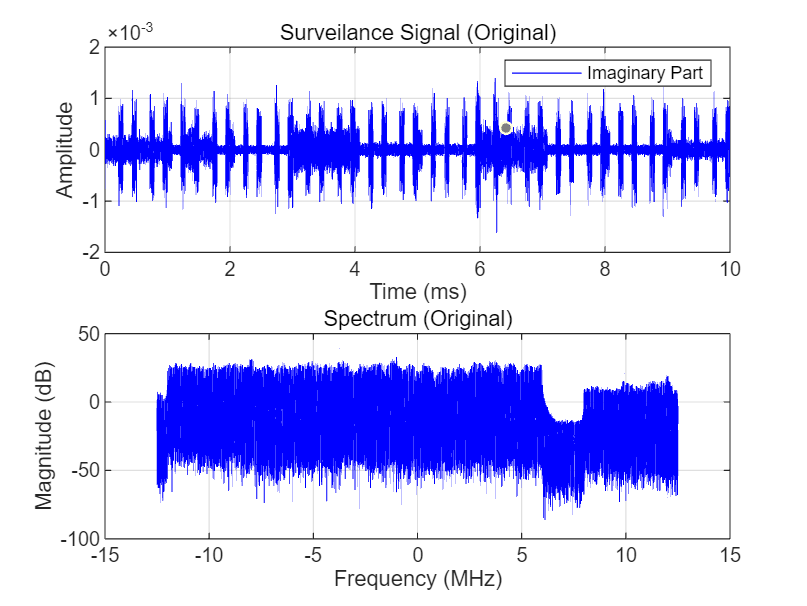 Surveilance Signal (Original)
×10-3
2
1
0
-1
-2
Amplitude
Imaginary Part
0 2 4 6 8 10
Time (ms)
Spectrum (Original)
50
0
-50
-100
Magnitude (dB)
-15 -10 -5 0 5 10 15
Frequency (MHz)